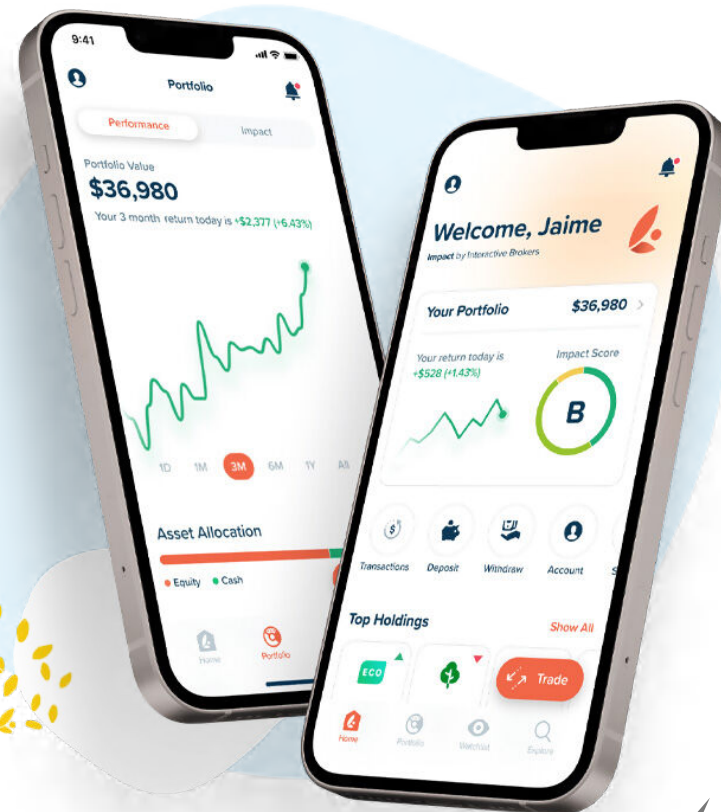 9:41
Portfolio
Performance
Impact
Portfolio Value
$36,980
Your 3 month return today is +$2,377 (+6.43%)
1D 1M 3M 6M 1Y All
Asset Allocation
Equity Cash
Home Portfolio
Welcome, Jaime
Impact by Interactive Brokers
Your Portfolio $36,980
Your return today is
+$528 (+1.43%)
Impact Score
B
Transactions Deposit Withdraw Account S
Top Holdings Show All
ECO
Trade
Home Portfolio Watchlist Explore